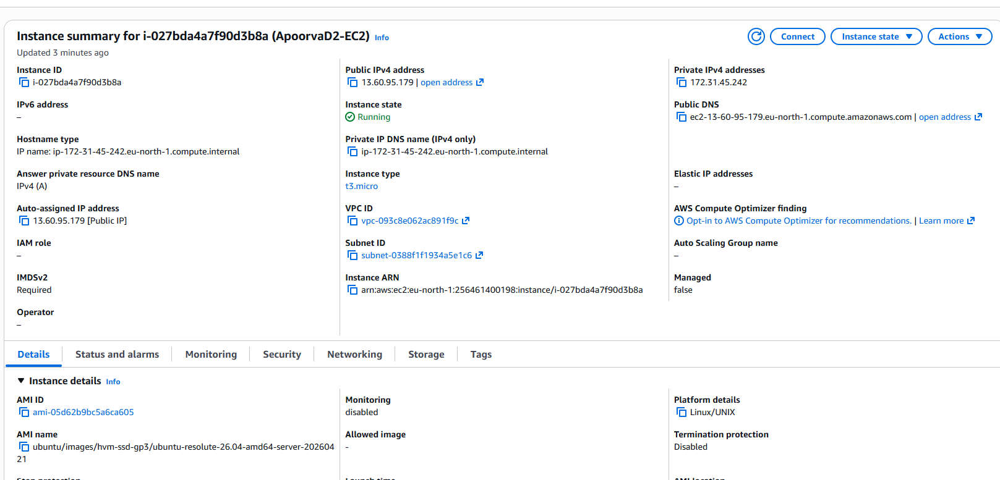 Instance summary for i-027bda4a7f90d3b8a (ApoorvaD2-EC2) Info
Connect
Instance state
Actions
Updated 3 minutes ago
Instance ID
i-027bda4a7f90d3b8a
Public IPv4 address
13.60.95.179 | open address
Private IPv4 addresses
172.31.45.242
IPv6 address
–
Instance state
Running
Public DNS
ec2-13-60-95-179.eu-north-1.compute.amazonaws.com | open address
Hostname type
IP name: ip-172-31-45-242.eu-north-1.compute.internal
Private IP DNS name (IPv4 only)
ip-172-31-45-242.eu-north-1.compute.internal
Answer private resource DNS name
IPv4 (A)
Instance type
t3.micro
Elastic IP addresses
–
Auto-assigned IP address
13.60.95.179 [Public IP]
VPC ID
vpc-093c8e062ac891f9c
AWS Compute Optimizer finding
Opt-in to AWS Compute Optimizer for recommendations. | Learn more
IAM role
–
Subnet ID
subnet-0388f1f1934a5e1c6
Auto Scaling Group name
–
IMDSv2
Required
Instance ARN
arn:aws:ec2:eu-north-1:256461400198:instance/i-027bda4a7f90d3b8a
Managed
false
Operator
–
Details
Status and alarms
Monitoring
Security
Networking
Storage
Tags
Instance details Info
AMI ID
ami-05d62b9bc5a6ca605
Monitoring
disabled
Platform details
Linux/UNIX
AMI name
ubuntu/images/hvm-ssd-gp3/ubuntu-resolute-26.04-amd64-server-202604
21
Allowed image
-
Termination protection
Disabled
Stop protection
Launch time
AMI location